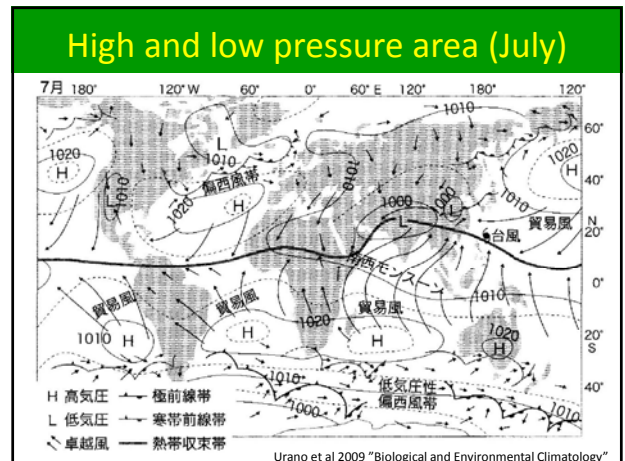 High and low pressure area (July)
7月 180° 120° W 60° 0° 60° E 120° 180° 120°
1010
60°
1020
L
1010
1020
H
1010
H
40°
L
1010
偏西風帯
1010
1000
1000
L
1020
H
L
1010
貿易風
N
20°
台風
南西モンスーン
0°
貿易風
貿易風
貿易風
1010
1010
1020
1020
20°
H
H
H
H
S
1010
低気圧性
偏西風帯
40°
1000
1010
H 高気圧 極前線帯
L 低気圧 寒帯前線帯
卓越風 熱帯収束帯
Urano et al 2009 "Biological and Environmental Climatology"